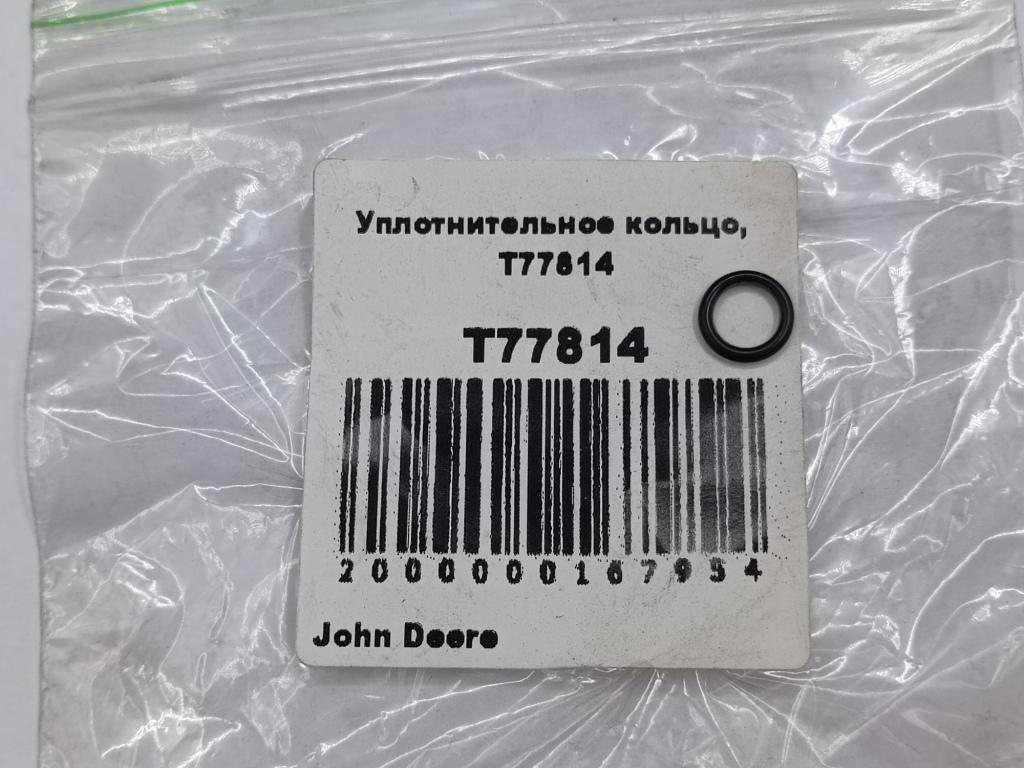 Уплотнительное кольцо,
T77814
T77814
2000000167954
John Deere